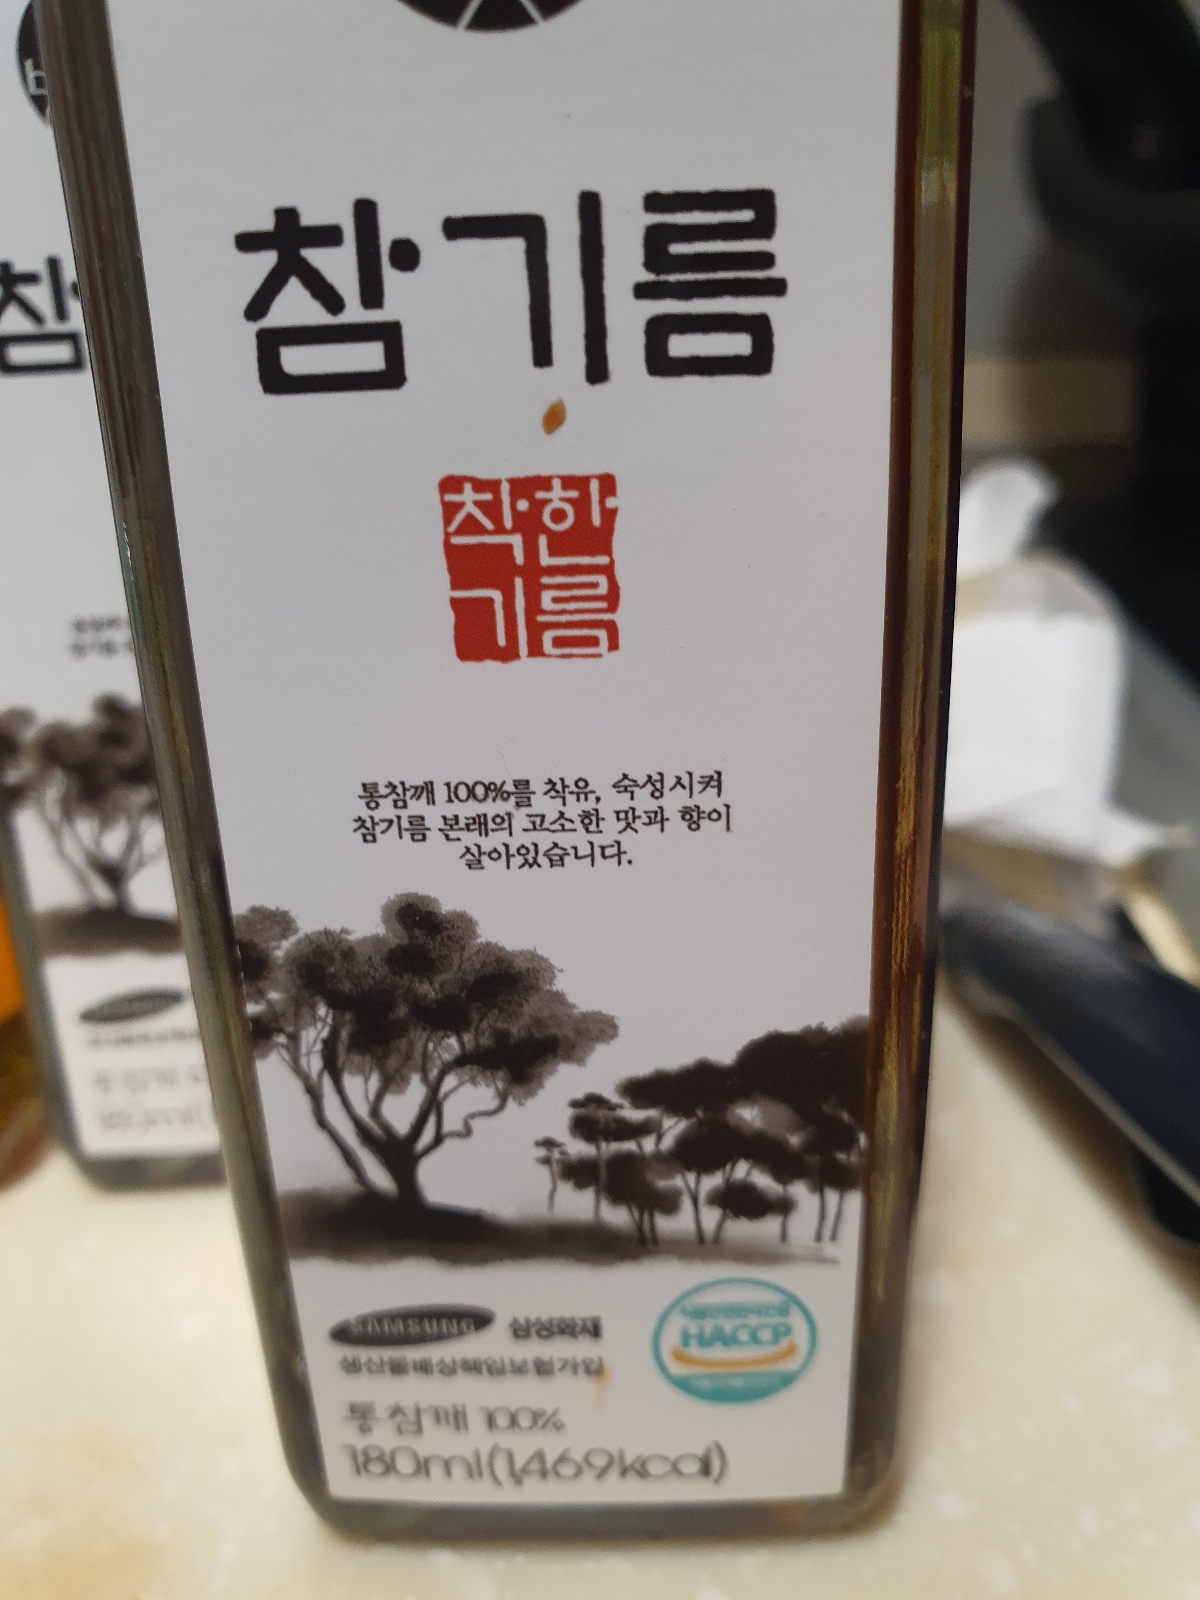 참기름
착한
기름
통참깨 100%를 착유, 숙성시켜
참기름 본래의 고소한 맛과 향이
살아있습니다.
SAMSUNG 삼성화재
생산물배상책임보험가입
HACCP
통참깨 100%
180ml(1,469kcal)
참